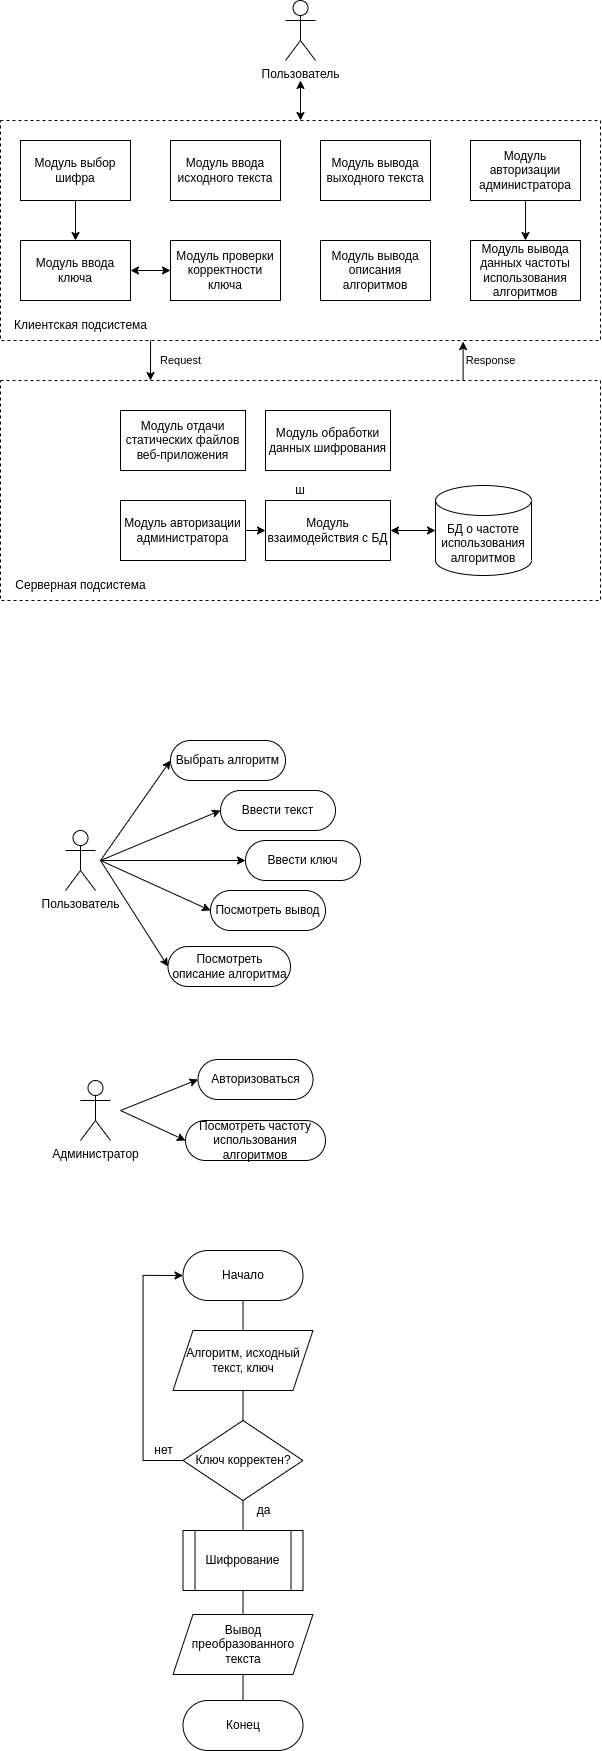 Пользователь
Модуль выбор
шифра
Модуль ввода
исходного текста
Модуль вывода
выходного текста
Модуль
авторизации
администратора
Модуль ввода
ключа
Модуль проверки
корректности
ключа
Модуль вывода
описания
алгоритмов
Модуль вывода
данных частоты
использования
алгоритмов
Клиентская подсистема
Request
Response
Модуль отдачи
статических файлов
веб-приложения
Модуль обработки
данных шифрования
ш
Модуль авторизации
администратора
Модуль
взаимодействия с БД
БД о частоте
использования
алгоритмов
Серверная подсистема
Выбрать алгоритм
Ввести текст
Ввести ключ
Пользователь
Посмотреть вывод
Посмотреть
описание алгоритма
Авторизоваться
Администратор
Посмотреть частоту
использования
алгоритмов
Начало
Алгоритм, исходный
текст, ключ
нет
Ключ корректен?
да
Шифрование
Вывод
преобразованного
текста
Конец